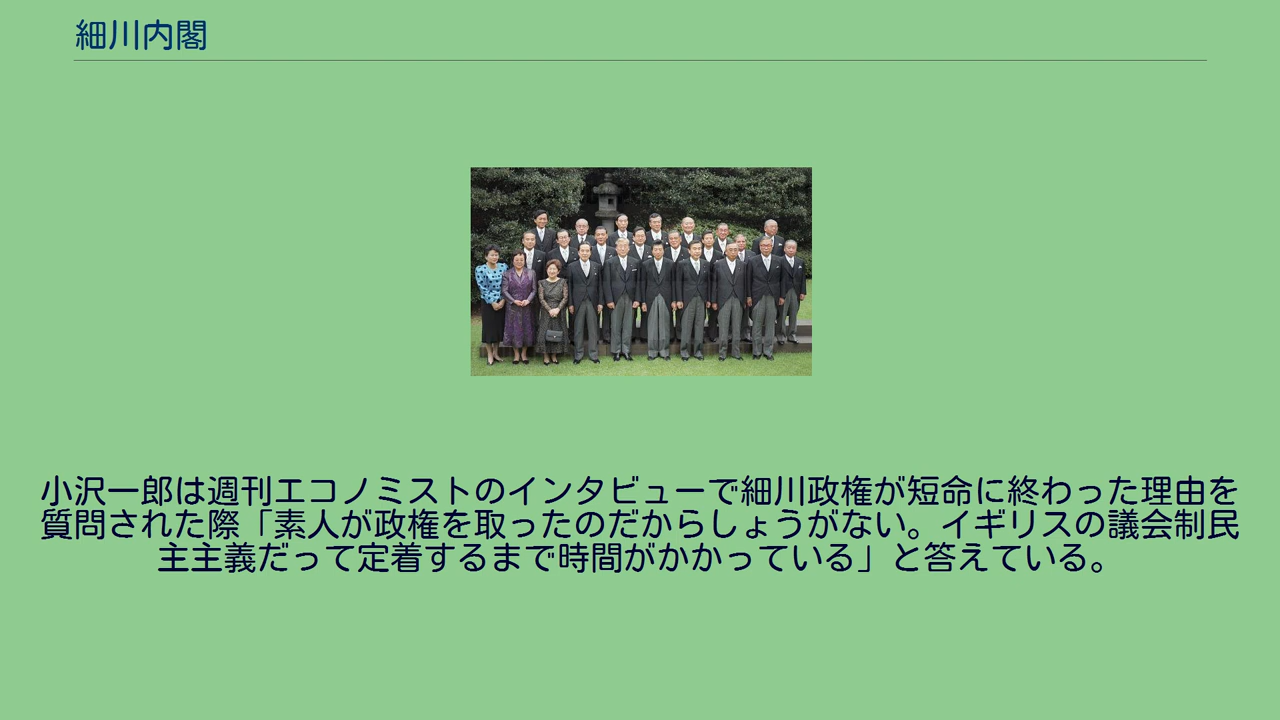 細川内閣
小沢一郎は週刊エコノミストのインタビューで細川政権が短命に終わった理由を
質問された際「素人が政権を取ったのだからしょうがない。イギリスの議会制民
主主義だって定着するまで時間がかかっている」と答えている。